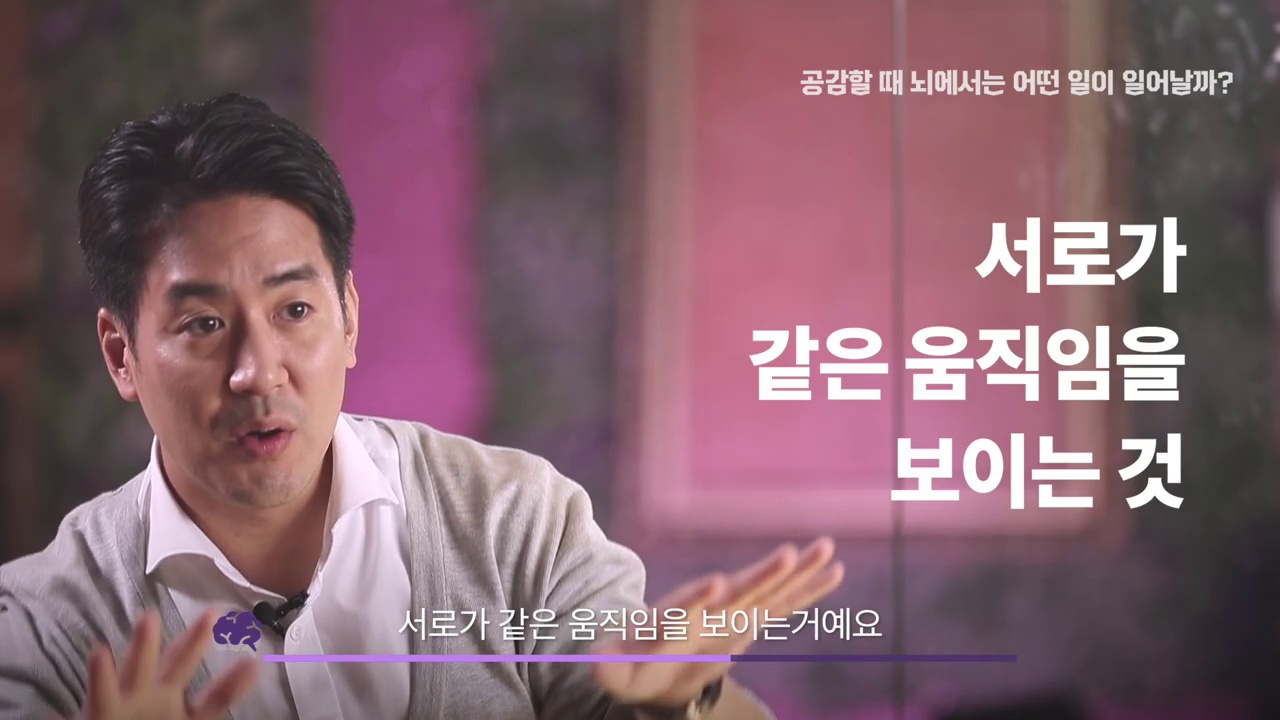 공감할 때 뇌에서는 어떤 일이 일어날까?
서로가
같은 움직임을
보이는 것
서로가 같은 움직임을 보이는거예요